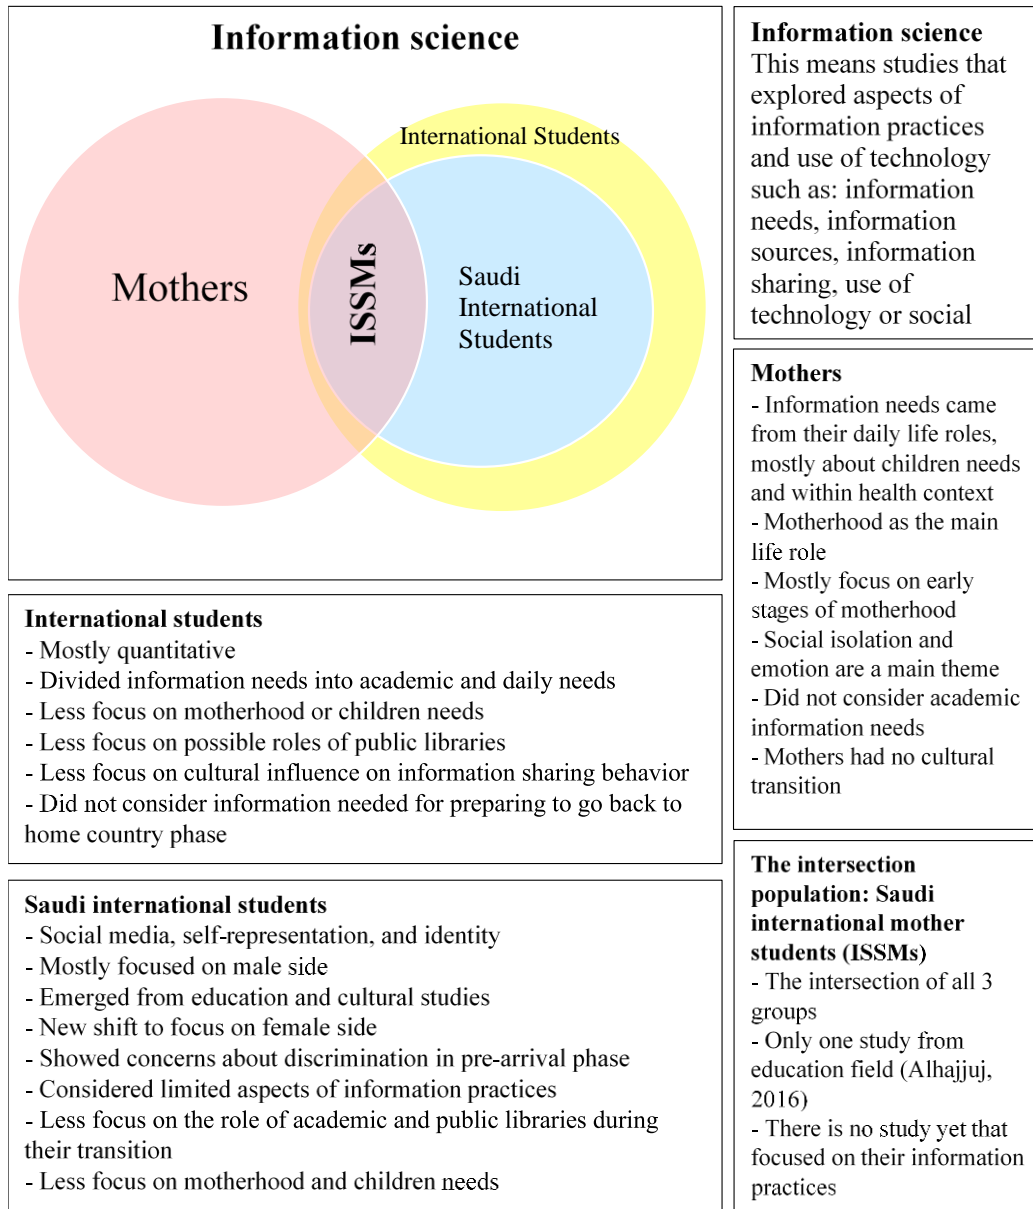 Information science
International Students
Mothers
ISSMs
Saudi
International
Students
Information science
This means studies that
explored aspects of
information practices
and use of technology
such as: information
needs, information
sources, information
sharing, use of
technology or social
Mothers
- Information needs came
from their daily life roles,
mostly about children needs
and within health context
- Motherhood as the main
life role
- Mostly focus on early
stages of motherhood
- Social isolation and
emotion are a main theme
- Did not consider academic
information needs
- Mothers had no cultural
transition
International students
- Mostly quantitative
- Divided information needs into academic and daily needs
- Less focus on motherhood or children needs
- Less focus on possible roles of public libraries
- Less focus on cultural influence on information sharing behavior
- Did not consider information needed for preparing to go back to
home country phase
Saudi international students
- Social media, self-representation, and identity
- Mostly focused on male side
- Emerged from education and cultural studies
- New shift to focus on female side
- Showed concerns about discrimination in pre-arrival phase
- Considered limited aspects of information practices
- Less focus on the role of academic and public libraries during
their transition
- Less focus on motherhood and children needs
The intersection
population: Saudi
international mother
students (ISSMs)
- The intersection of all 3
groups
- Only one study from
education field (Alhajjuj,
2016)
- There is no study yet that
focused on their information
practices